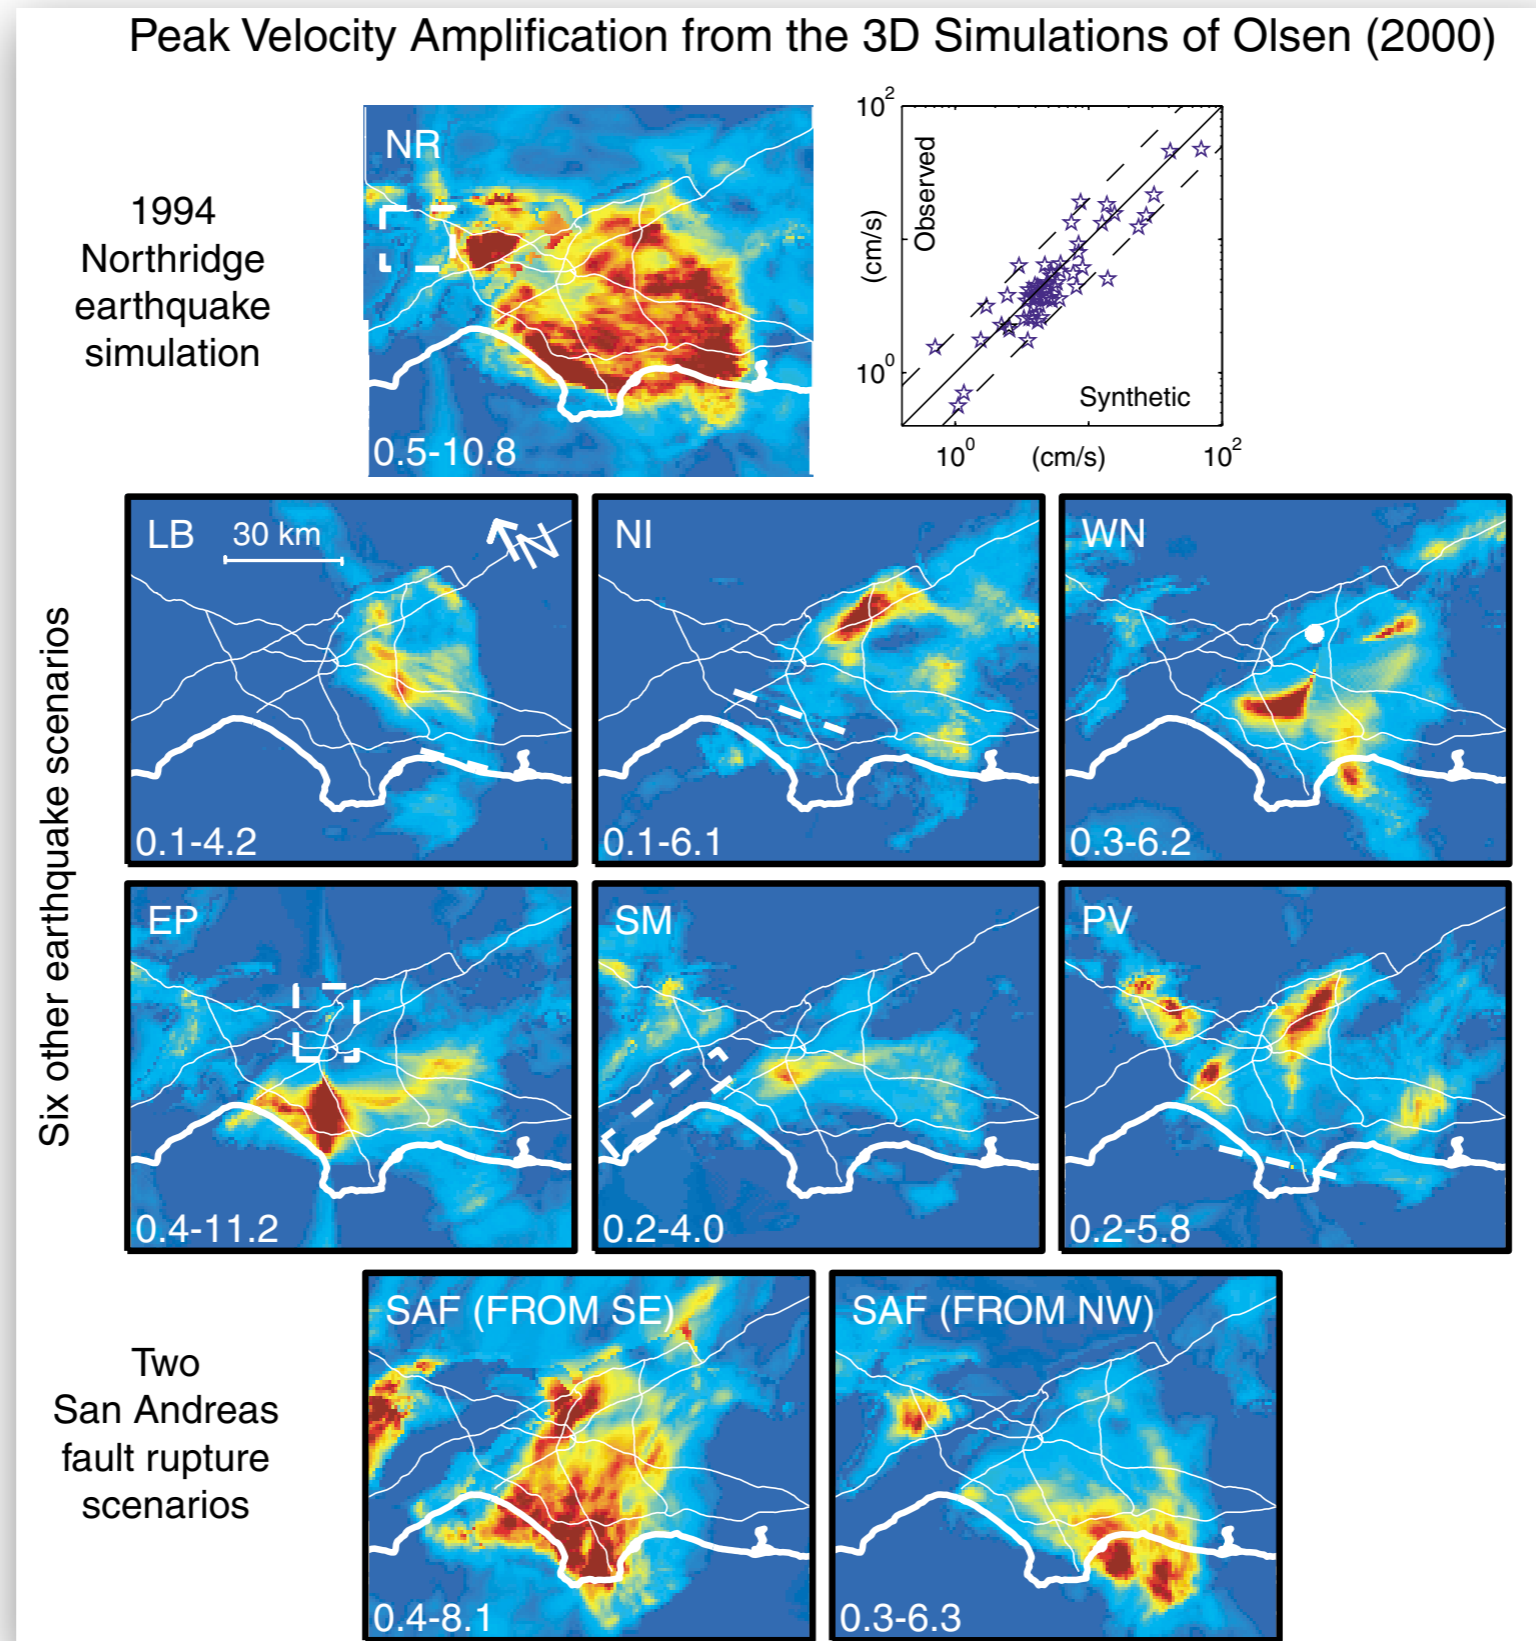 Peak Velocity Amplification from the 3D Simulations of Olsen (2000)
1994
Northridge
earthquake
simulation
NR
0.5-10.8
10²
Observed
(cm/s)
10⁰
Synthetic
10⁰
(cm/s)
10²
Six other earthquake scenarios
LB
30 km
N
0.1-4.2
NI
0.1-6.1
WN
0.3-6.2
EP
0.4-11.2
SM
0.2-4.0
PV
0.2-5.8
Two
San Andreas
fault rupture
scenarios
SAF (FROM SE)
0.4-8.1
SAF (FROM NW)
0.3-6.3